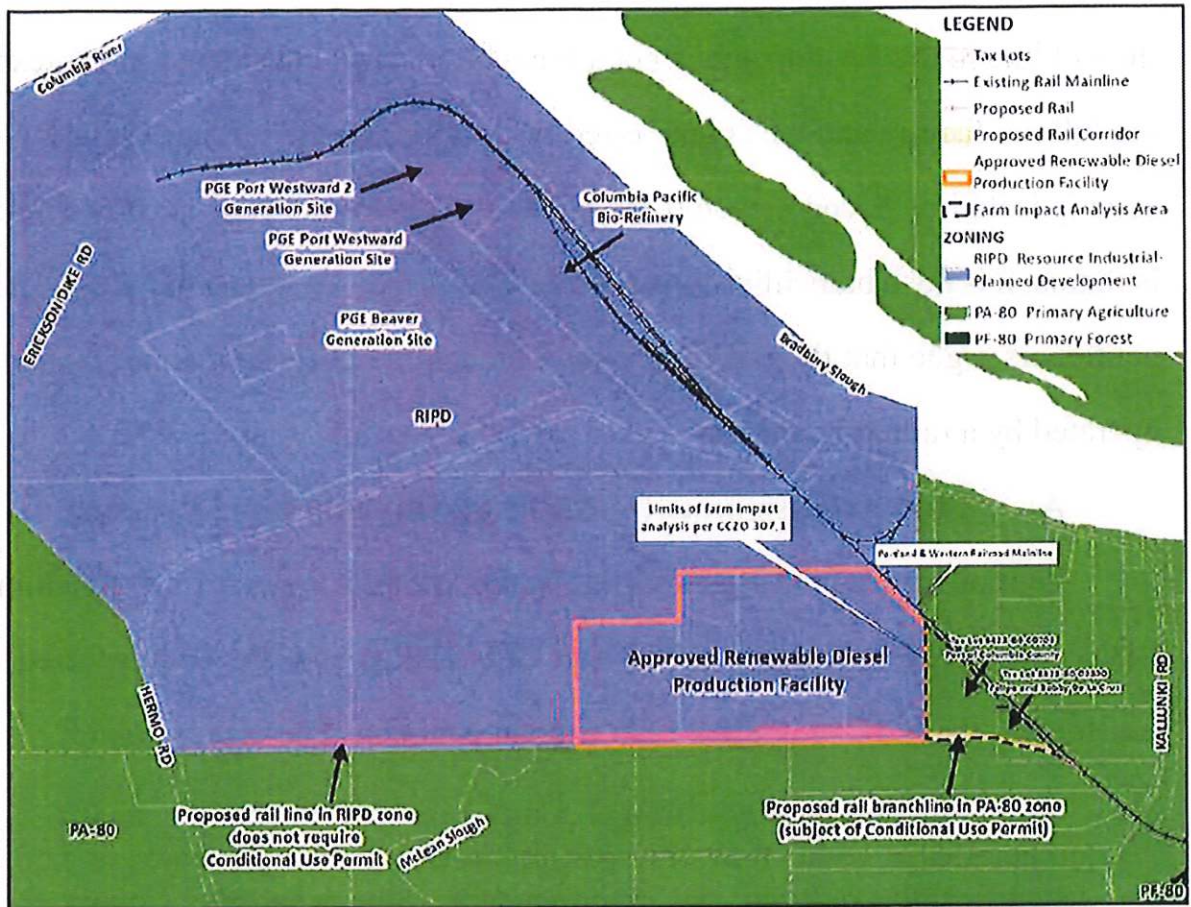 LEGEND
Tax Lots
Existing Rail Mainline
Proposed Rail
Proposed Rail Corridor
Approved Renewable Diesel
Production Facility
Farm Impact Analysis Area
ZONING
RIPD Resource Industrial-
Planned Development
PA-80 Primary Agriculture
PF-80 Primary Forest
Columbia River
PGE Port Westward 2
Generation Site
Columbia Pacific
Bio-Refinery
PGE Port Westward
Generation Site
ERICKSON/DIKE RD
PGE Beaver
Generation Site
Bradbury Slough
RIPD
Limits of farm impact
analysis per CCZO 307.1
Portland & Western Railroad Mainline
Approved Renewable Diesel
Production Facility
Port of Columbia
County
KALLUNKI RD
HERMO RD
Proposed rail line in RIPD zone
does not require
Conditional Use Permit
Proposed rail branchline in PA-80 zone
(subject of Conditional Use Permit)
PA-80
McLean Slough
PF-80